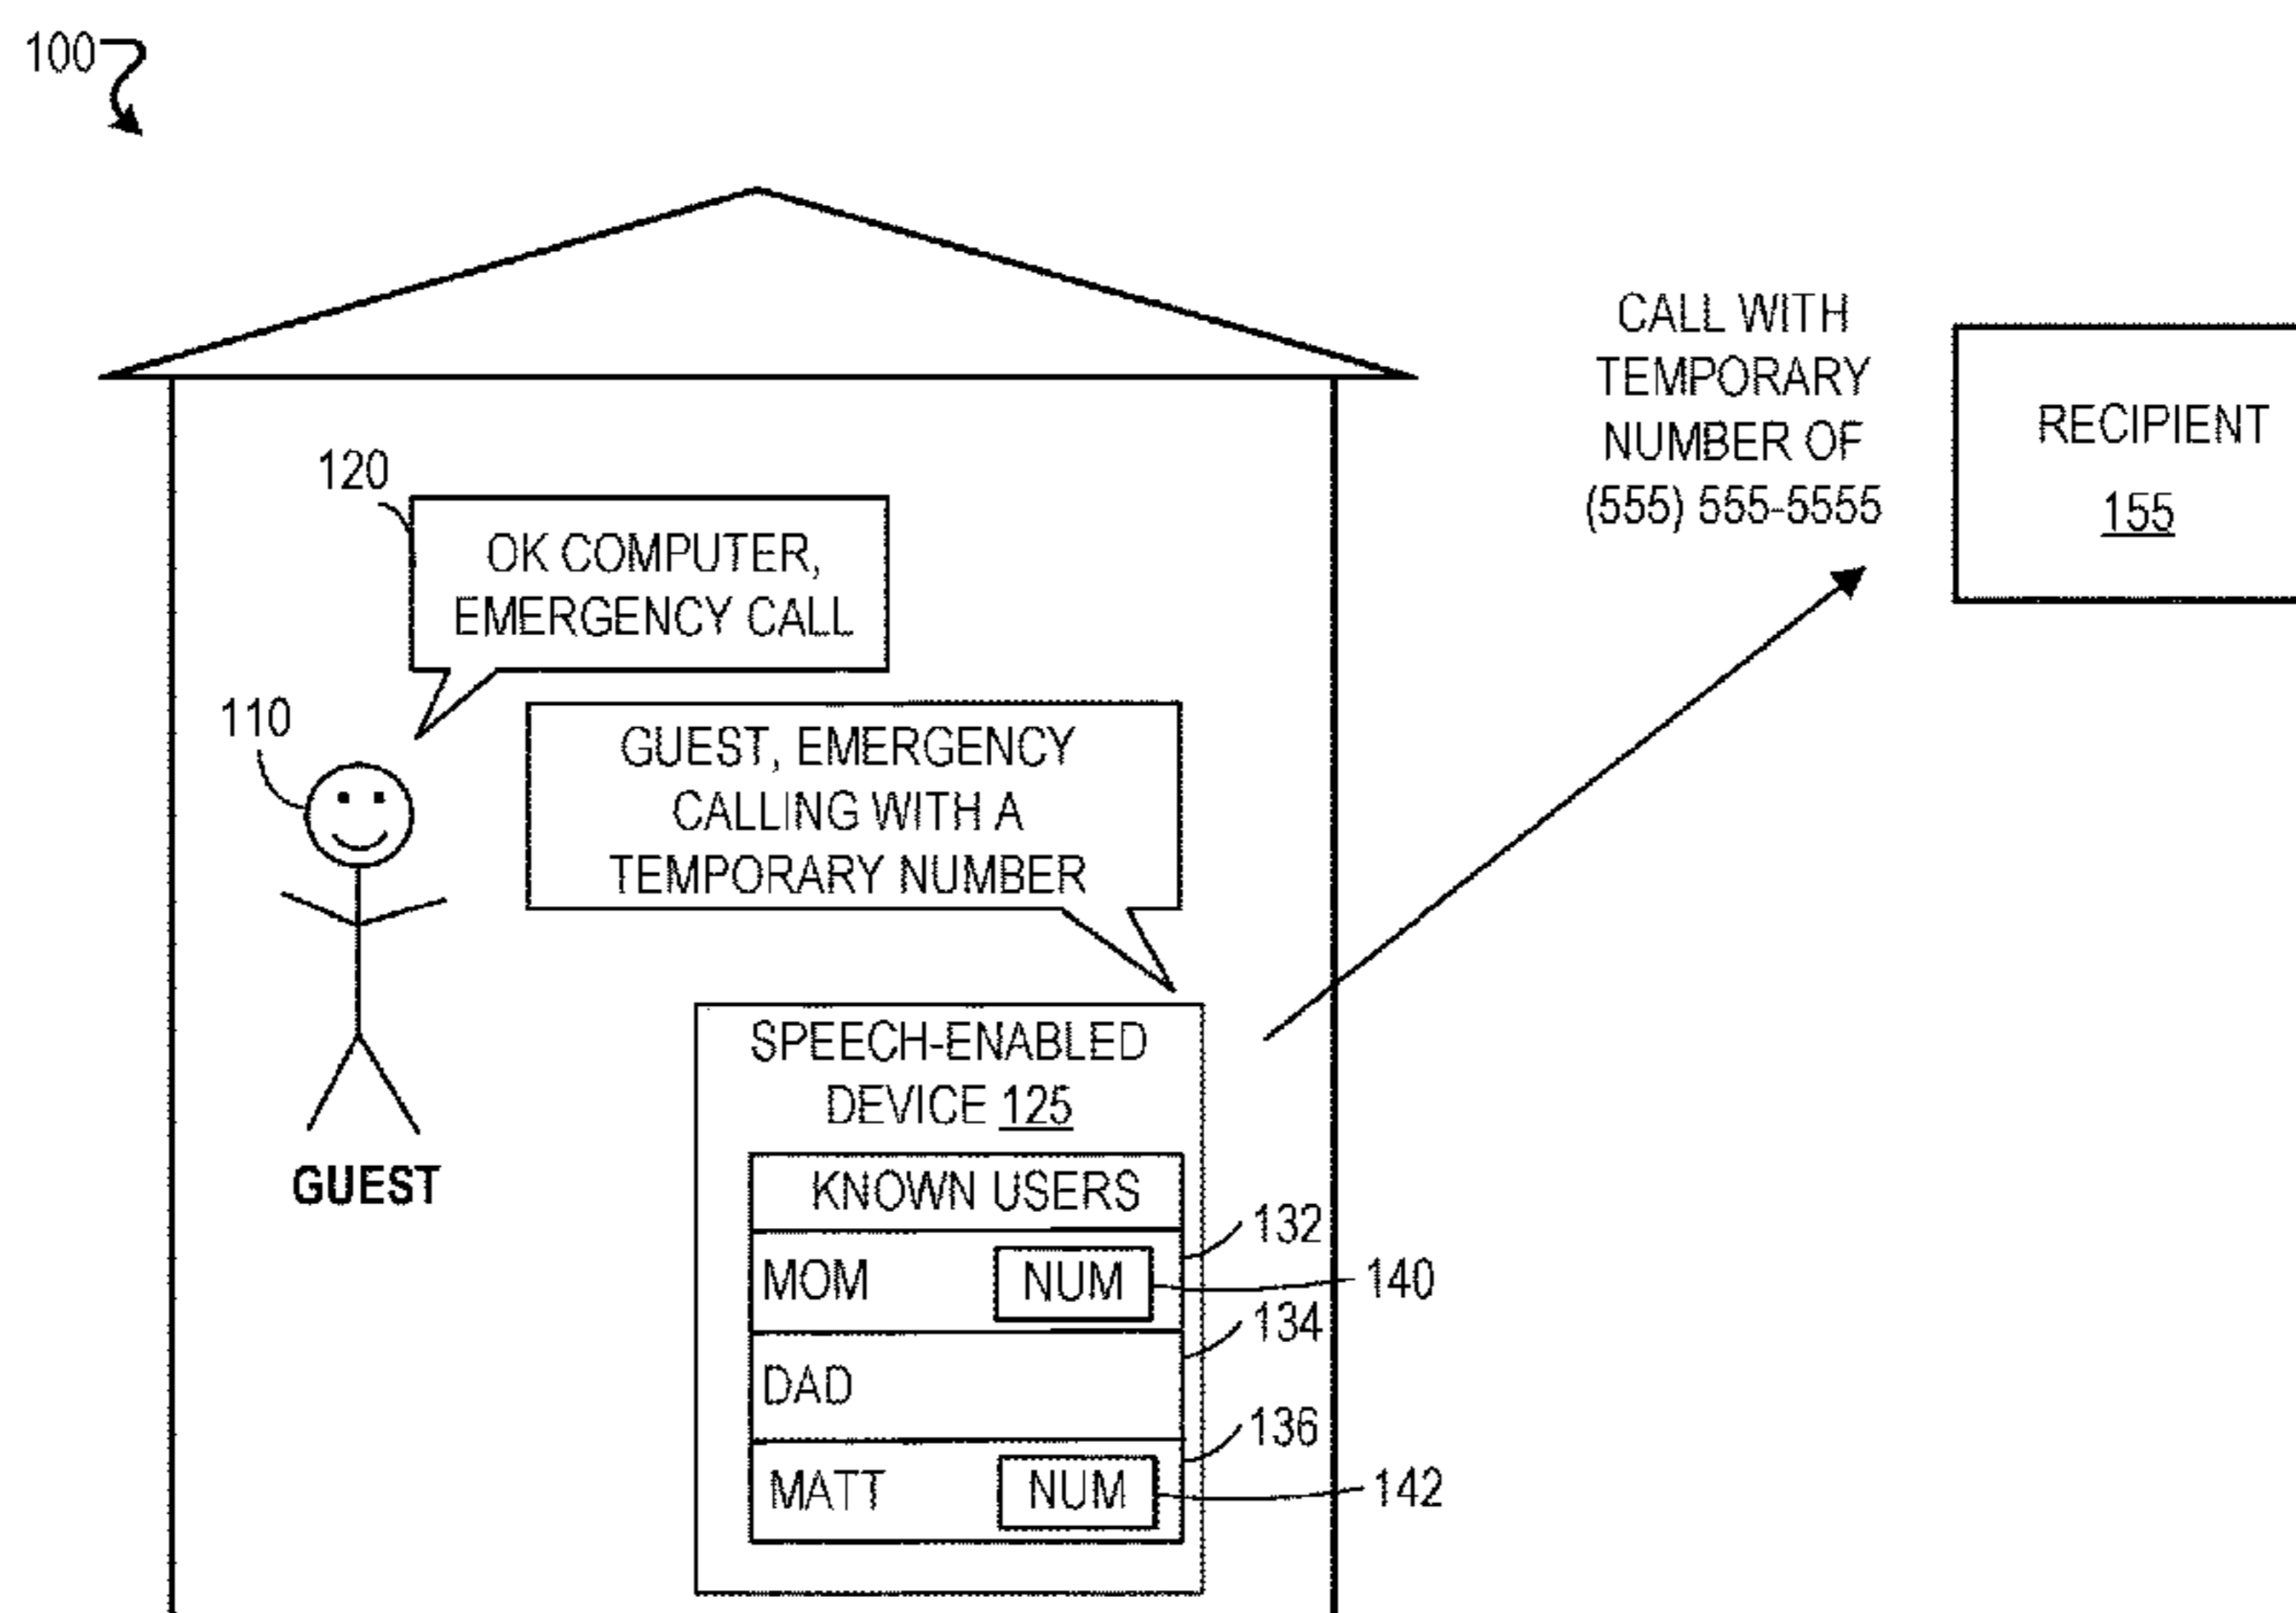 100
CALL WITH
TEMPORARY
NUMBER OF
(555) 555-5555
RECIPIENT
155
120
OK COMPUTER,
EMERGENCY CALL
110
GUEST, EMERGENCY
CALLING WITH A
TEMPORARY NUMBER
GUEST
SPEECH-ENABLED
DEVICE 125
KNOWN USERS
132
MOM NUM
140
134
DAD
136
MATT NUM
142